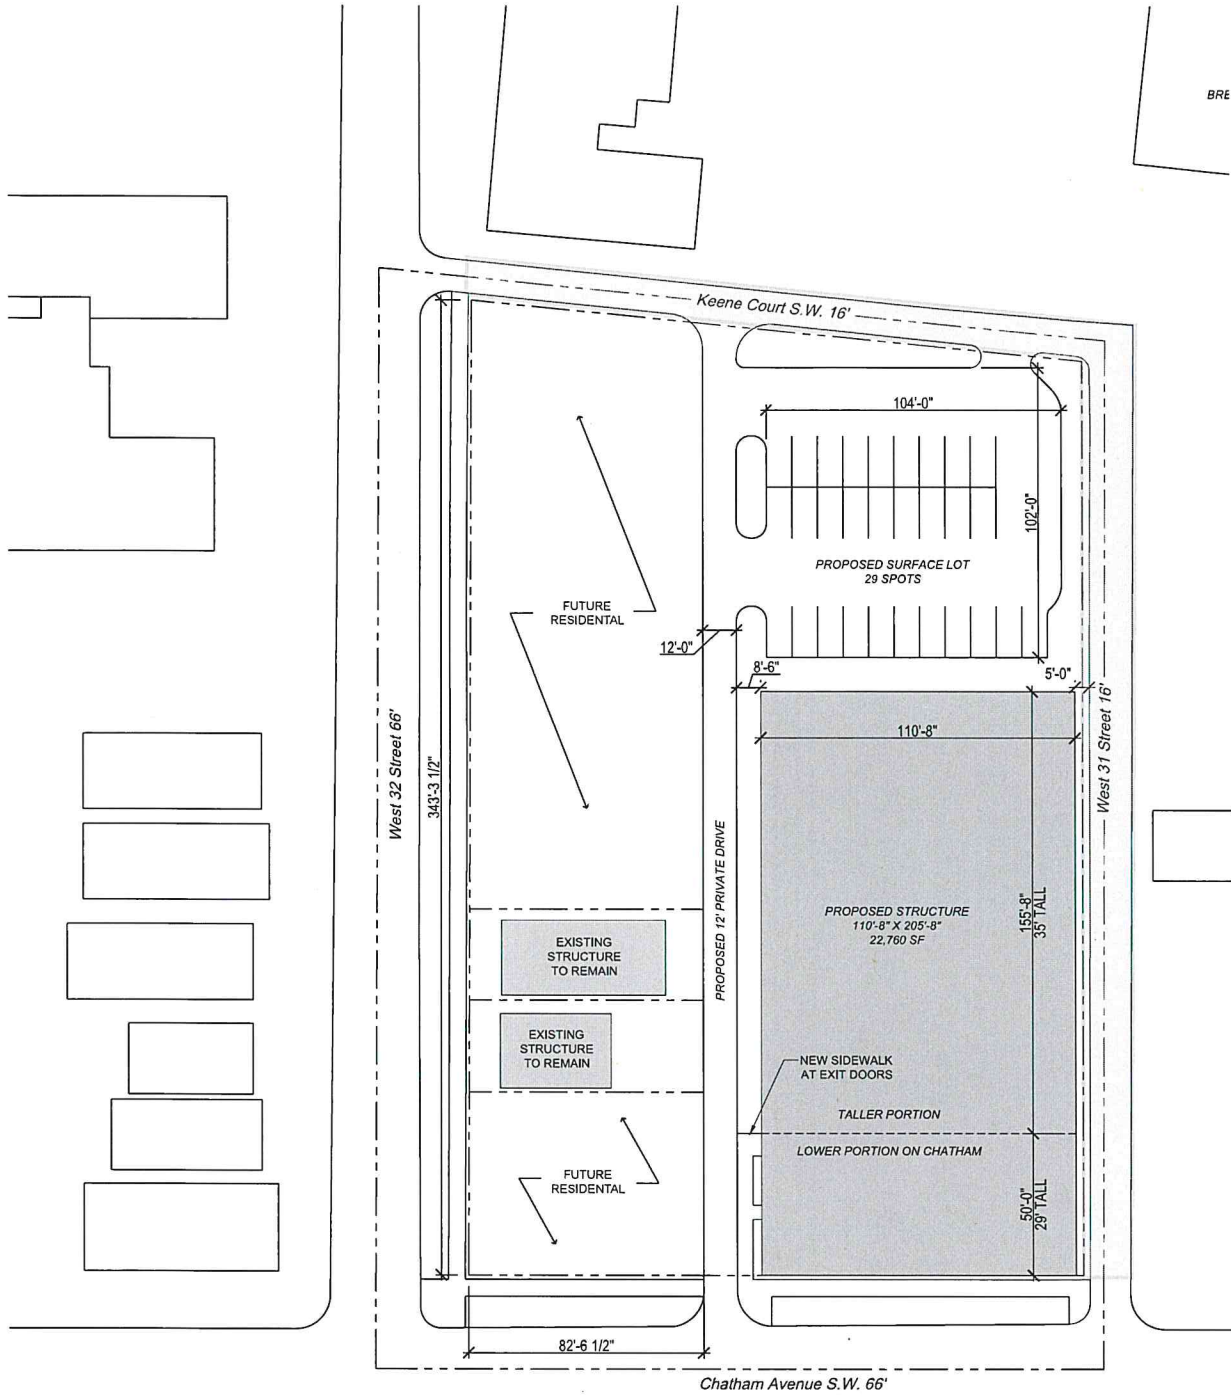 BRE
Keene Court S.W. 16'
104'-0"
102'-0"
PROPOSED SURFACE LOT
29 SPOTS
FUTURE
RESIDENTIAL
12'-0"
8'-6"
5'-0"
110'-8"
West 32 Street 66'
343'-3 1/2"
West 31 Street 16'
PROPOSED 12' PRIVATE DRIVE
PROPOSED STRUCTURE
110'-8" X 205'-8"
22,760 SF
155'-8"
35' TALL
EXISTING
STRUCTURE
TO REMAIN
EXISTING
STRUCTURE
TO REMAIN
NEW SIDEWALK
AT EXIT DOORS
TALLER PORTION
LOWER PORTION ON CHATHAM
FUTURE
RESIDENTIAL
50'-0"
29' TALL
82'-6 1/2"
Chatham Avenue S.W. 66'